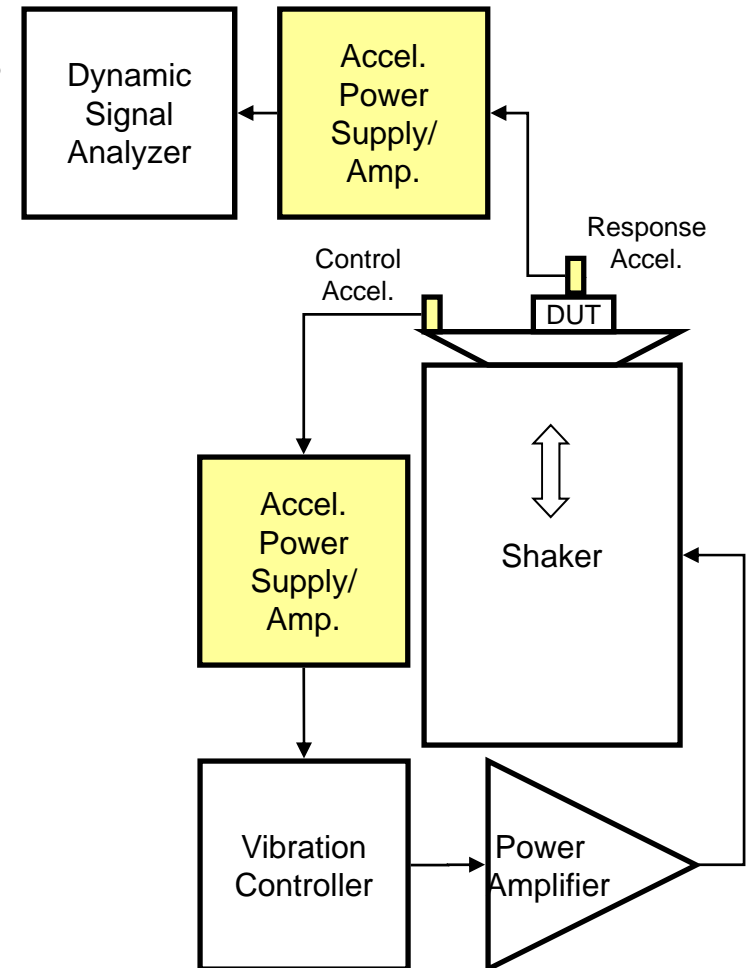 Dynamic
Signal
Analyzer
Accel.
Power
Supply/
Amp.
Response
Accel.
Control
Accel.
DUT
Accel.
Power
Supply/
Amp.
Shaker
Vibration
Controller
Power
Amplifier